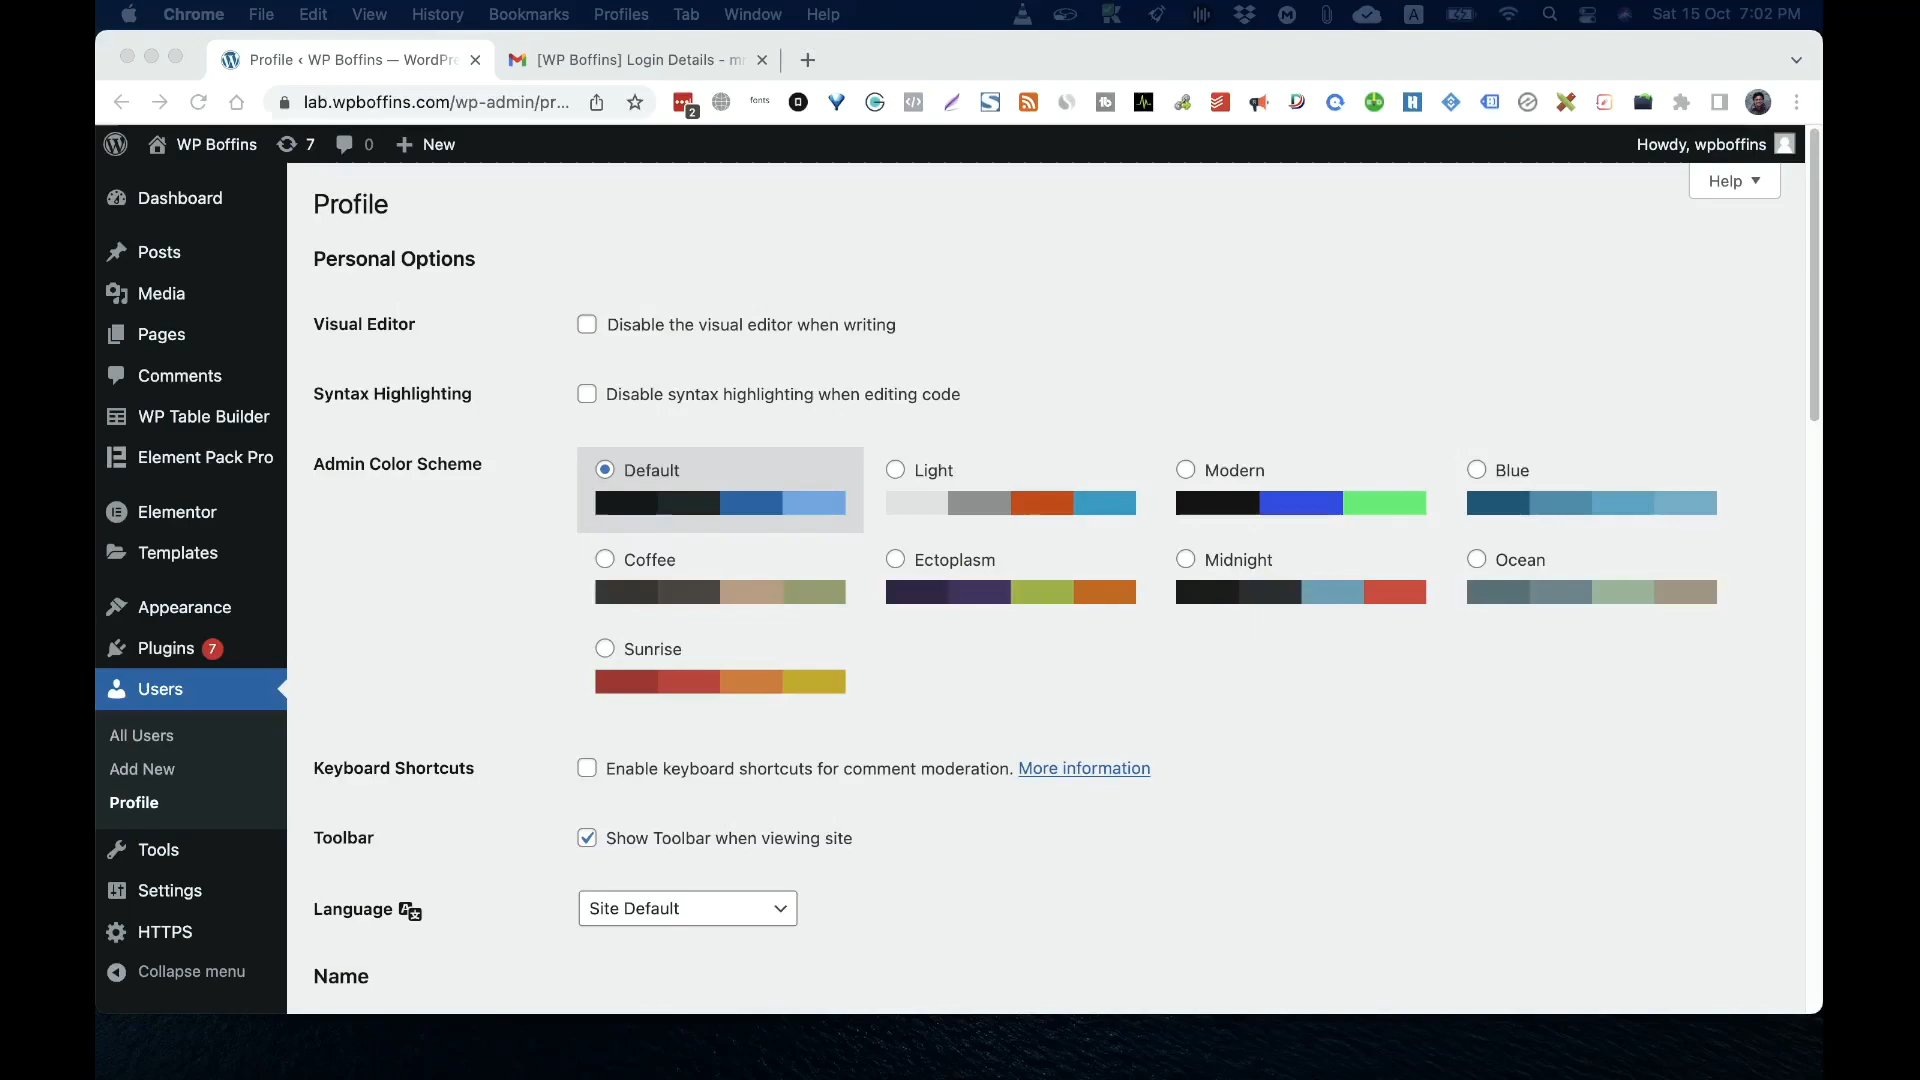 Chrome File Edit View History Bookmarks Profiles Tab Window Help Sat 15 Oct 7:02 PM
Profile ‹ WP Boffins — WordPre [WP Boffins] Login Details - mr
lab.wpboffins.com/wp-admin/pr... 2 fonts
WP Boffins 7 0 New Howdy, wpboffins
Help
Dashboard
Posts
Media
Pages
Comments
WP Table Builder
Element Pack Pro
Elementor
Templates
Appearance
Plugins 7
Users
All Users
Add New
Profile
Tools
Settings
HTTPS
Collapse menu
Profile
Personal Options
Visual Editor Disable the visual editor when writing
Syntax Highlighting Disable syntax highlighting when editing code
Admin Color Scheme Default Light Modern Blue
Coffee Ectoplasm Midnight Ocean
Sunrise
Keyboard Shortcuts Enable keyboard shortcuts for comment moderation. More information
Toolbar Show Toolbar when viewing site
Language Site Default
Name